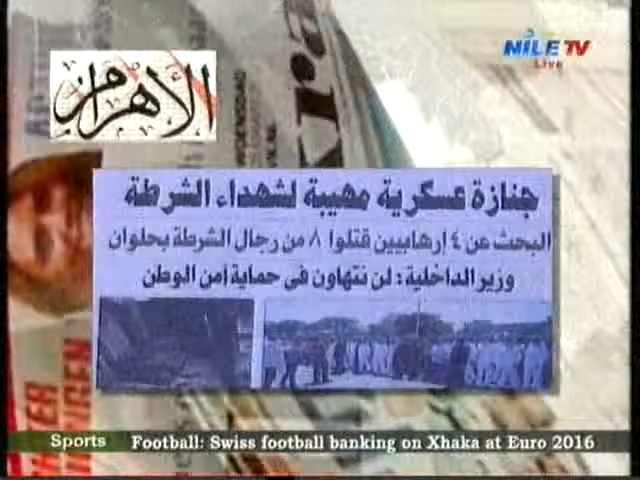 NILE TV
Live
الأهرام
جنازة عسكرية مهيبة لشهداء الشرطة
البحث عن ٤ إرهابيين قتلوا ٨ من رجال الشرطة بحلوان
وزير الداخلية : لن نتهاون فى حماية أمن الوطن
Sports Football: Swiss football banking on Xhaka at Euro 2016